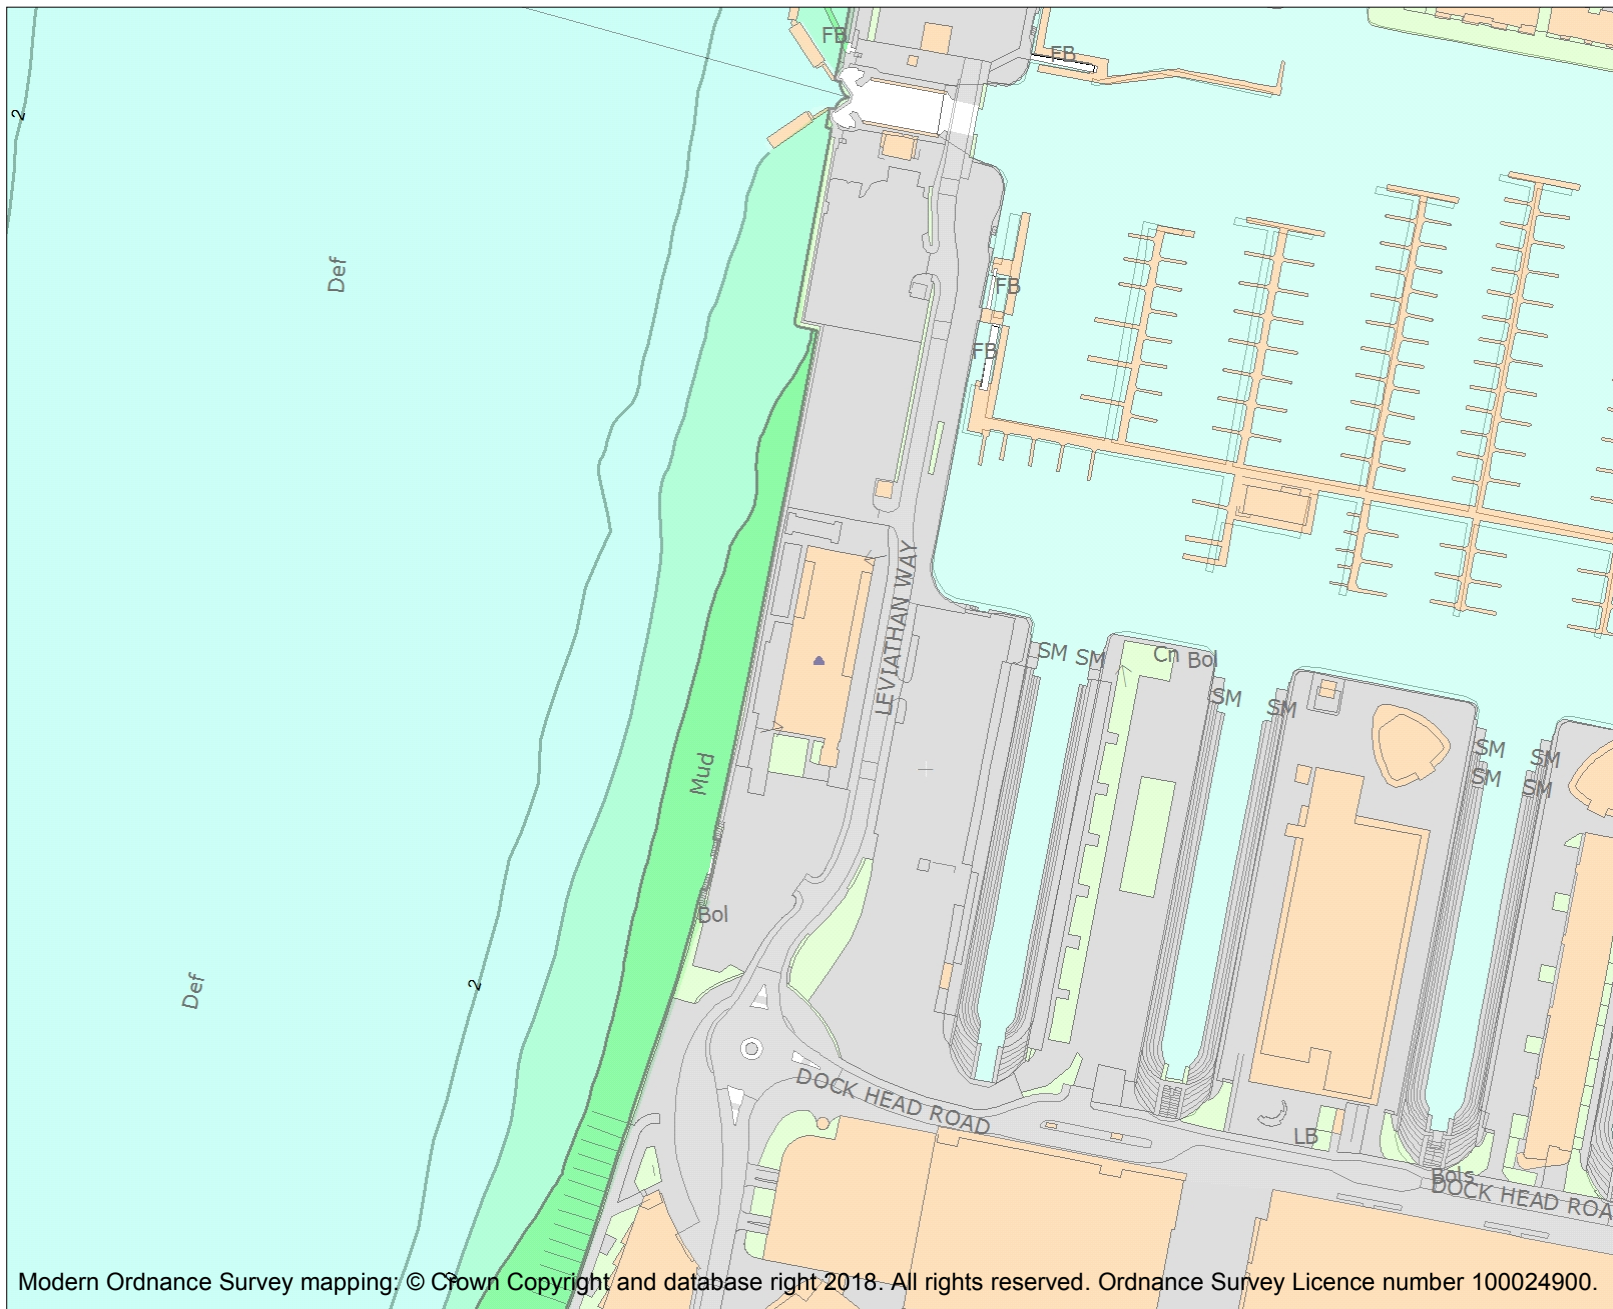 FB
FB
2
Def
FB
FB
LEVIATHAN WAY
SM
SM
Cn
Bol
SM
SM
SM
SM
SM
SM
Mud
Bol
Def
2
DOCK HEAD ROAD
LB
Bols
DOCK HEAD ROA
Modern Ordnance Survey mapping: © Crown Copyright and database right 2018. All rights reserved. Ordnance Survey Licence number 100024900.